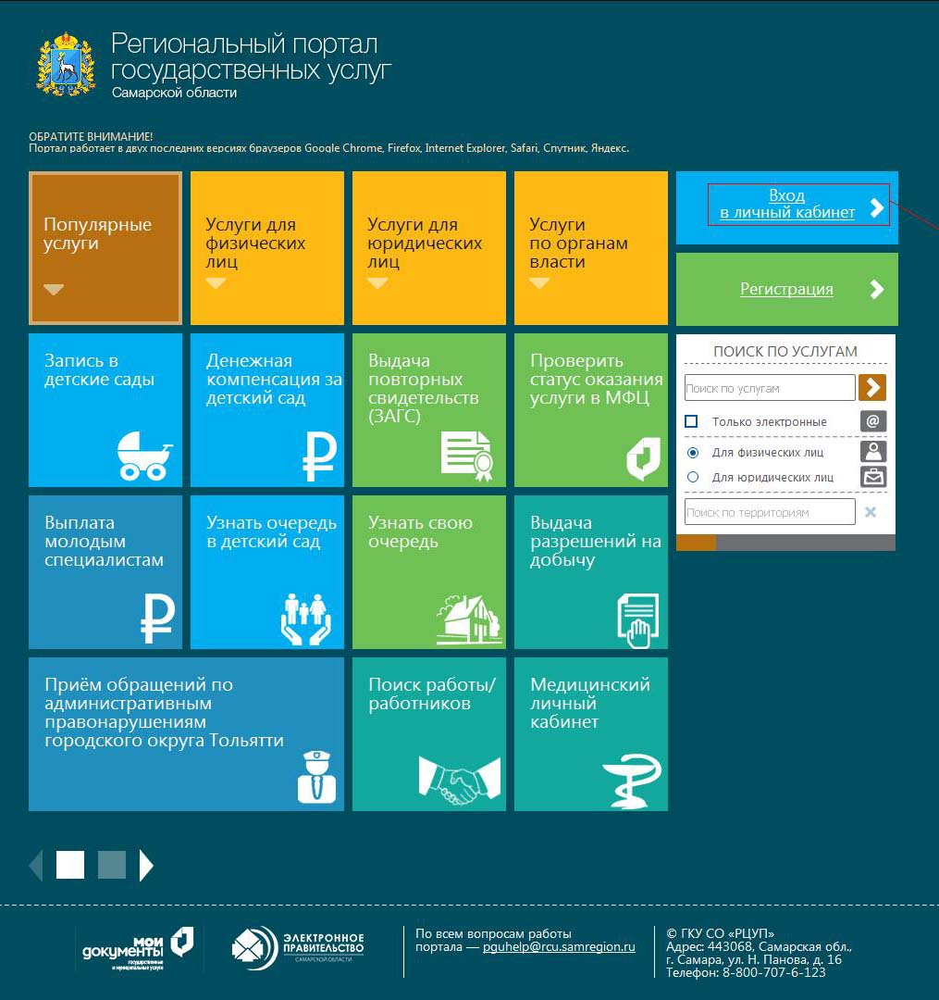 Региональный портал
государственных услуг
Самарской области
ОБРАТИТЕ ВНИМАНИЕ!
Портал работает в двух последних версиях браузеров Google Chrome, Firefox, Internet Explorer, Safari, Спутник, Яндекс.
Популярные
услуги
Услуги для
физических
лиц
Услуги для
юридических
лиц
Услуги
по органам
власти
Вход
в личный кабинет
Регистрация
Запись в
детские сады
Денежная
компенсация за
детский сад
Выдача
повторных
свидетельств
(ЗАГС)
Проверить
статус оказания
услуги в МФЦ
ПОИСК ПО УСЛУГАМ
Поиск по услугам
Только электронные
@
Для физических лиц
Для юридических лиц
Поиск по территориям
Выплата
молодым
специалистам
Узнать очередь
в детский сад
Узнать свою
очередь
Выдача
разрешений на
добычу
Приём обращений по
административным
правонарушениям
городского округа Тольятти
Поиск работы/
работников
Медицинский
личный
кабинет
мои
документы
государственные
и муниципальные услуги
ЭЛЕКТРОННОЕ
ПРАВИТЕЛЬСТВО
САМАРСКОЙ ОБЛАСТИ
По всем вопросам работы
портала — pguhelp@rcu.samregion.ru
© ГКУ СО «РЦУП»
Адрес: 443068, Самарская обл.,
г. Самара, ул. Н. Панова, д. 16
Телефон: 8-800-707-6-123